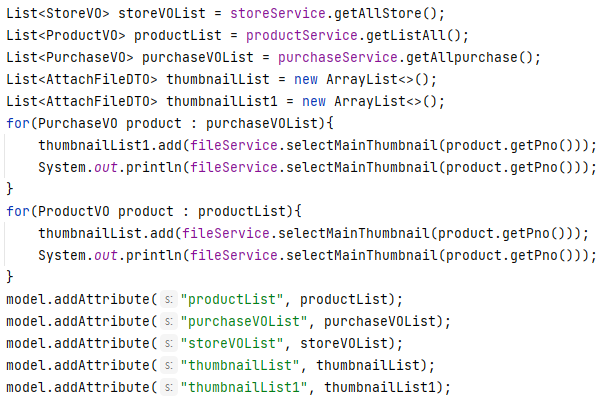 List<StoreVO> storeVOList = storeService.getAllStore();
List<ProductVO> productList = productService.getListAll();
List<PurchaseVO> purchaseVOList = purchaseService.getAllpurchase();
List<AttachFileDTO> thumbnailList = new ArrayList<>();
List<AttachFileDTO> thumbnailList1 = new ArrayList<>();
for(PurchaseVO product : purchaseVOList){
    thumbnailList1.add(fileService.selectMainThumbnail(product.getPno()));
    System.out.println(fileService.selectMainThumbnail(product.getPno()));
}
for(ProductVO product : productList){
    thumbnailList.add(fileService.selectMainThumbnail(product.getPno()));
    System.out.println(fileService.selectMainThumbnail(product.getPno()));
}
model.addAttribute( s: "productList", productList);
model.addAttribute( s: "purchaseVOList", purchaseVOList);
model.addAttribute( s: "storeVOList", storeVOList);
model.addAttribute( s: "thumbnailList", thumbnailList);
model.addAttribute( s: "thumbnailList1", thumbnailList1);